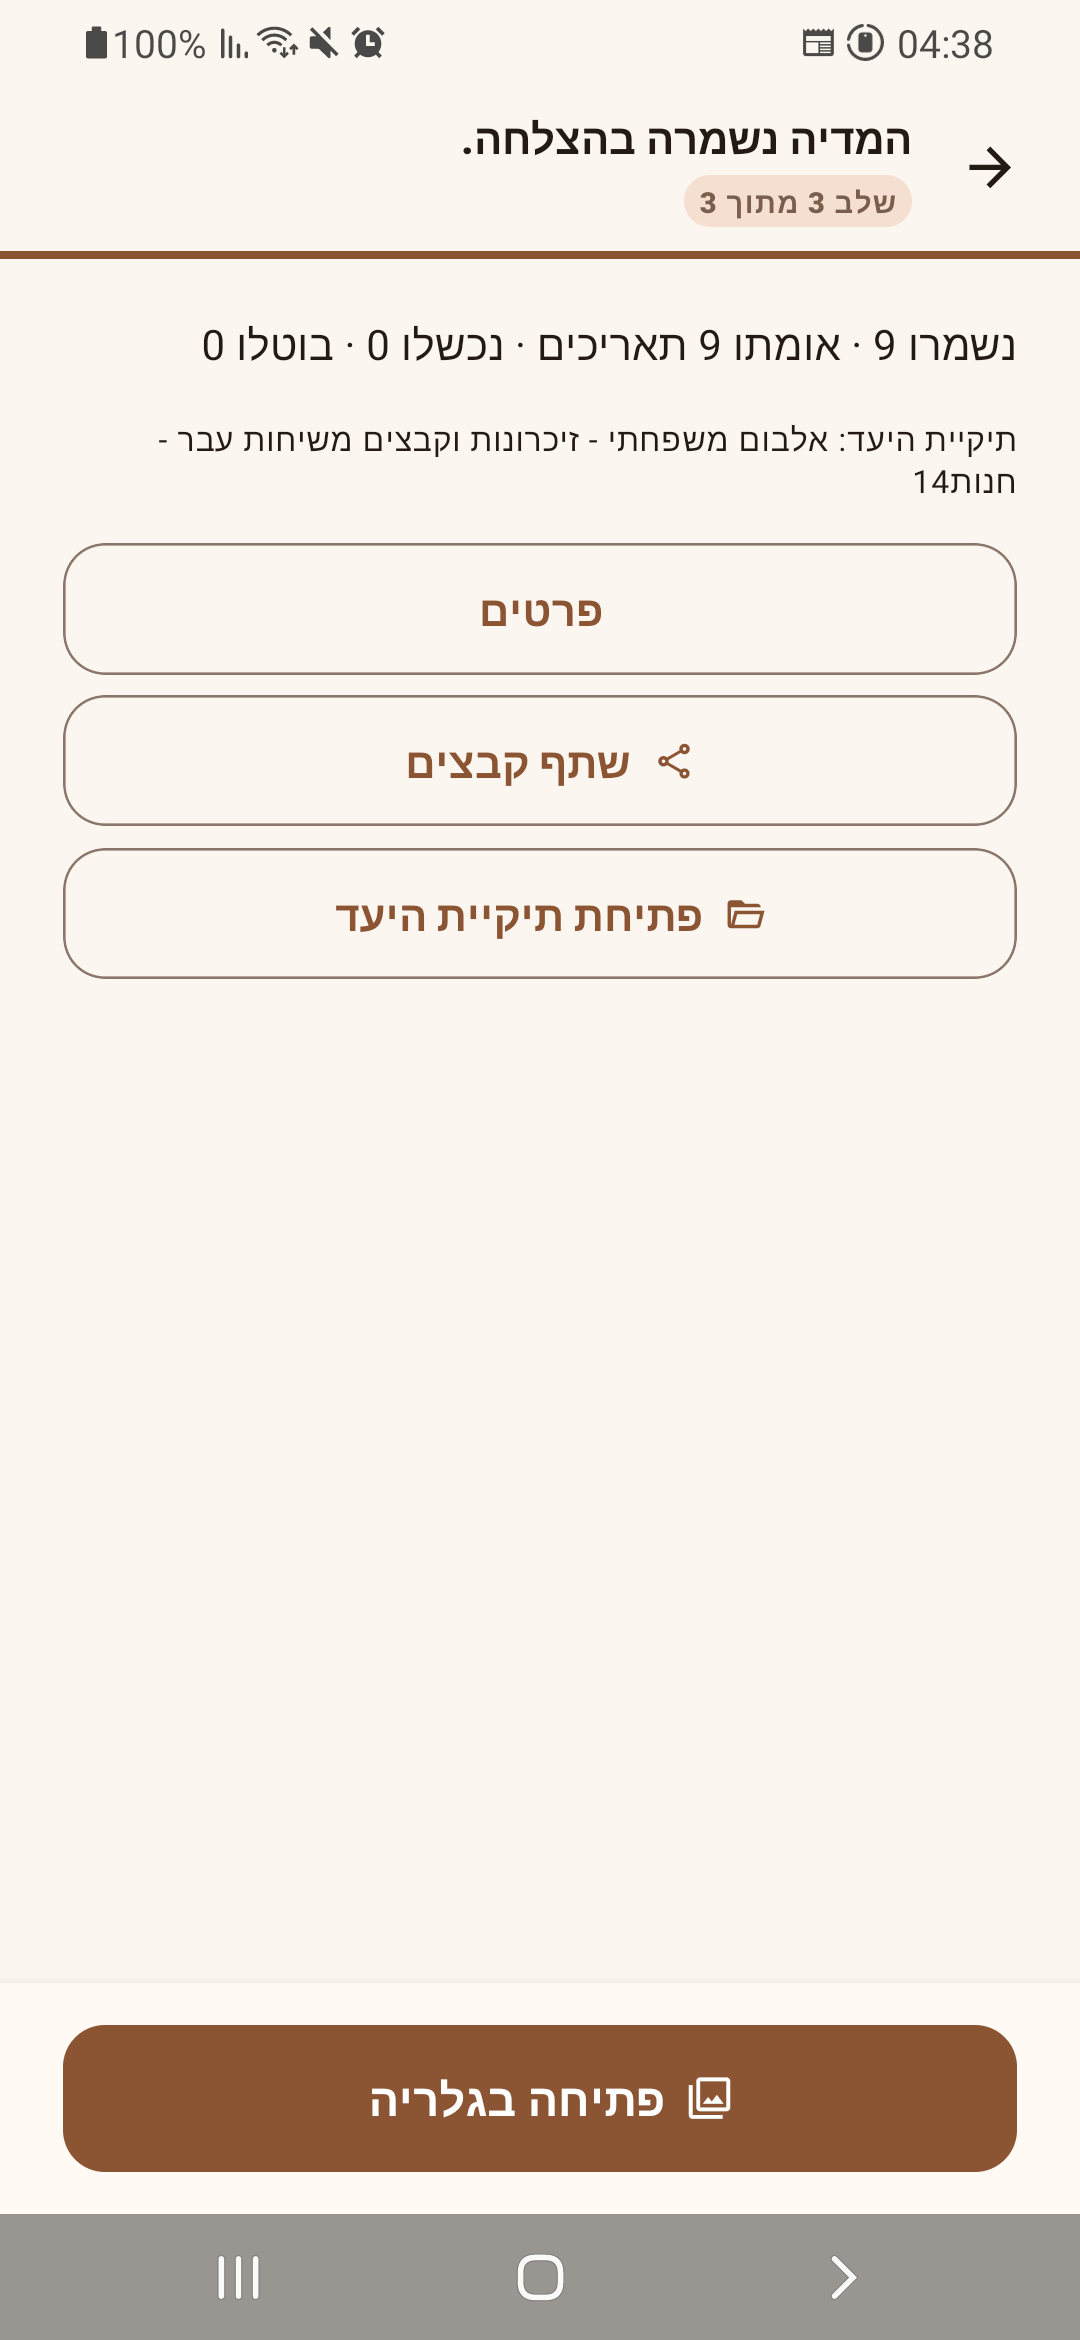 100% 04:38
המדיה נשמרה בהצלחה.
שלב 3 מתוך 3
נשמרו 9 · אומתו 9 תאריכים · נכשלו 0 · בוטלו 0
תיקיית היעד: אלבום משפחתי - זיכרונות וקבצים משיחות עבר -
חנות14
פרטים
שתף קבצים
פתיחת תיקיית היעד
פתיחה בגלריה